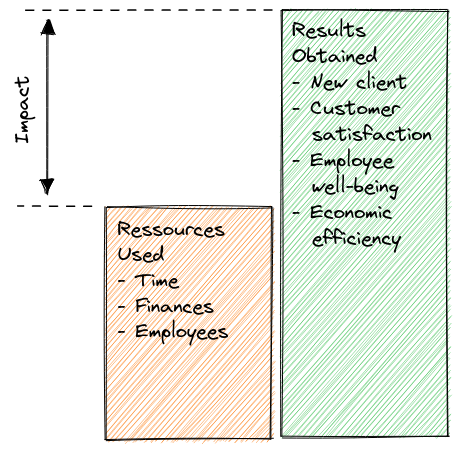 Impact
Ressources
Used
- Time
- Finances
- Employees
Results
Obtained
- New client
- Customer
satisfaction
- Employee
well-being
- Economic
efficiency